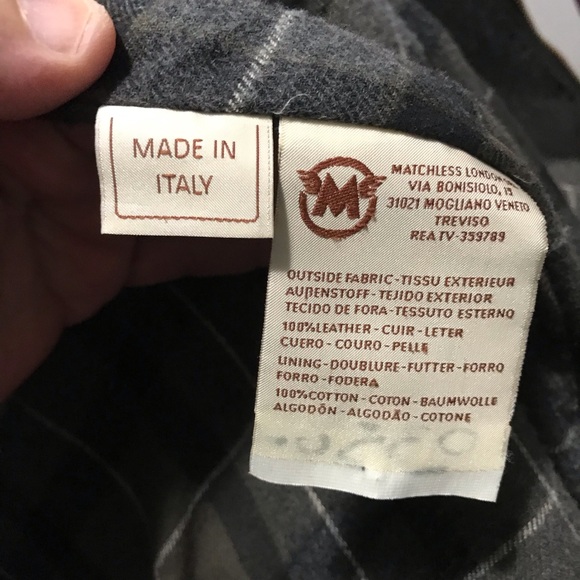 MADE IN
ITALY
M
MATCHLESS LONDON
VIA BONISIOLO, 15
31021 MOGLIANO VENETO
TREVISO
REA TV-359789
OUTSIDE FABRIC-TISSU EXTERIEUR
AUßENSTOFF-TEJIDO EXTERIOR
TECIDO DE FORA-TESSUTO ESTERNO
100%LEATHER-CUIR-LETER
CUERO-COURO-PELLE
LINING-DOUBLURE-FUTTER-FORRO
FORRO-FODERA
100%COTTON-COTON-BAUMWOLLE
ALGODÓN-ALGODÃO-COTONE